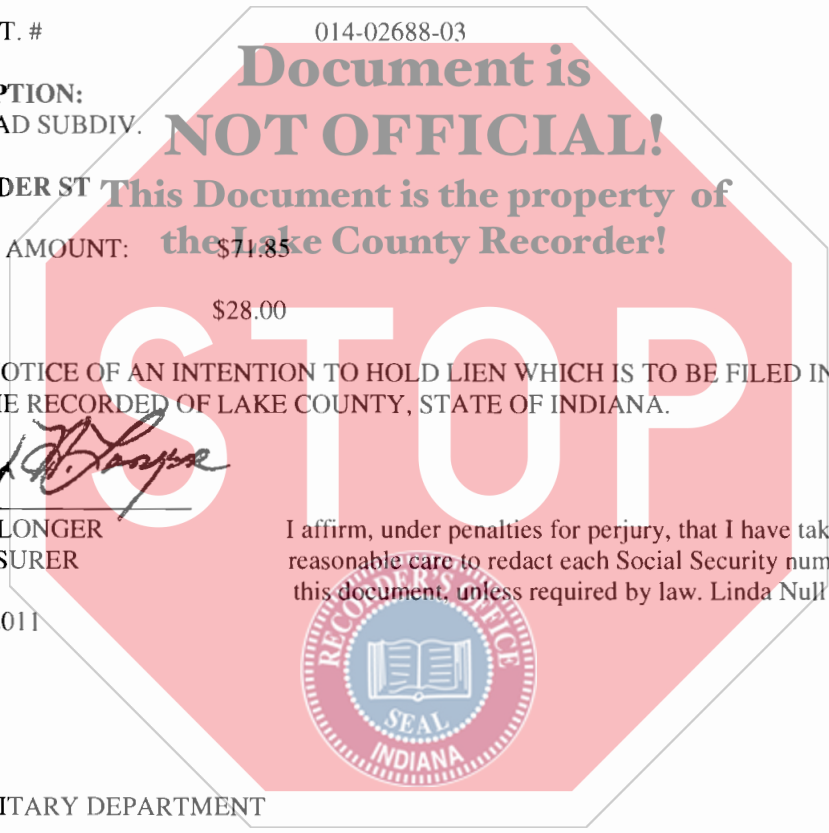 T. # 014-02688-03
Document is
PTION:
AD SUBDIV.
NOT OFFICIAL!
DER ST
This Document is the property of
AMOUNT: $71.85
the Lake County Recorder!
$28.00
STOP
OTICE OF AN INTENTION TO HOLD LIEN WHICH IS TO BE FILED IN
E RECORDED OF LAKE COUNTY, STATE OF INDIANA.
LONGER I affirm, under penalties for perjury, that I have tak
SURER reasonable care to redact each Social Security num
this document, unless required by law. Linda Null
011
RECORDER'S OFFICE
SEAL
INDIANA
ITARY DEPARTMENT